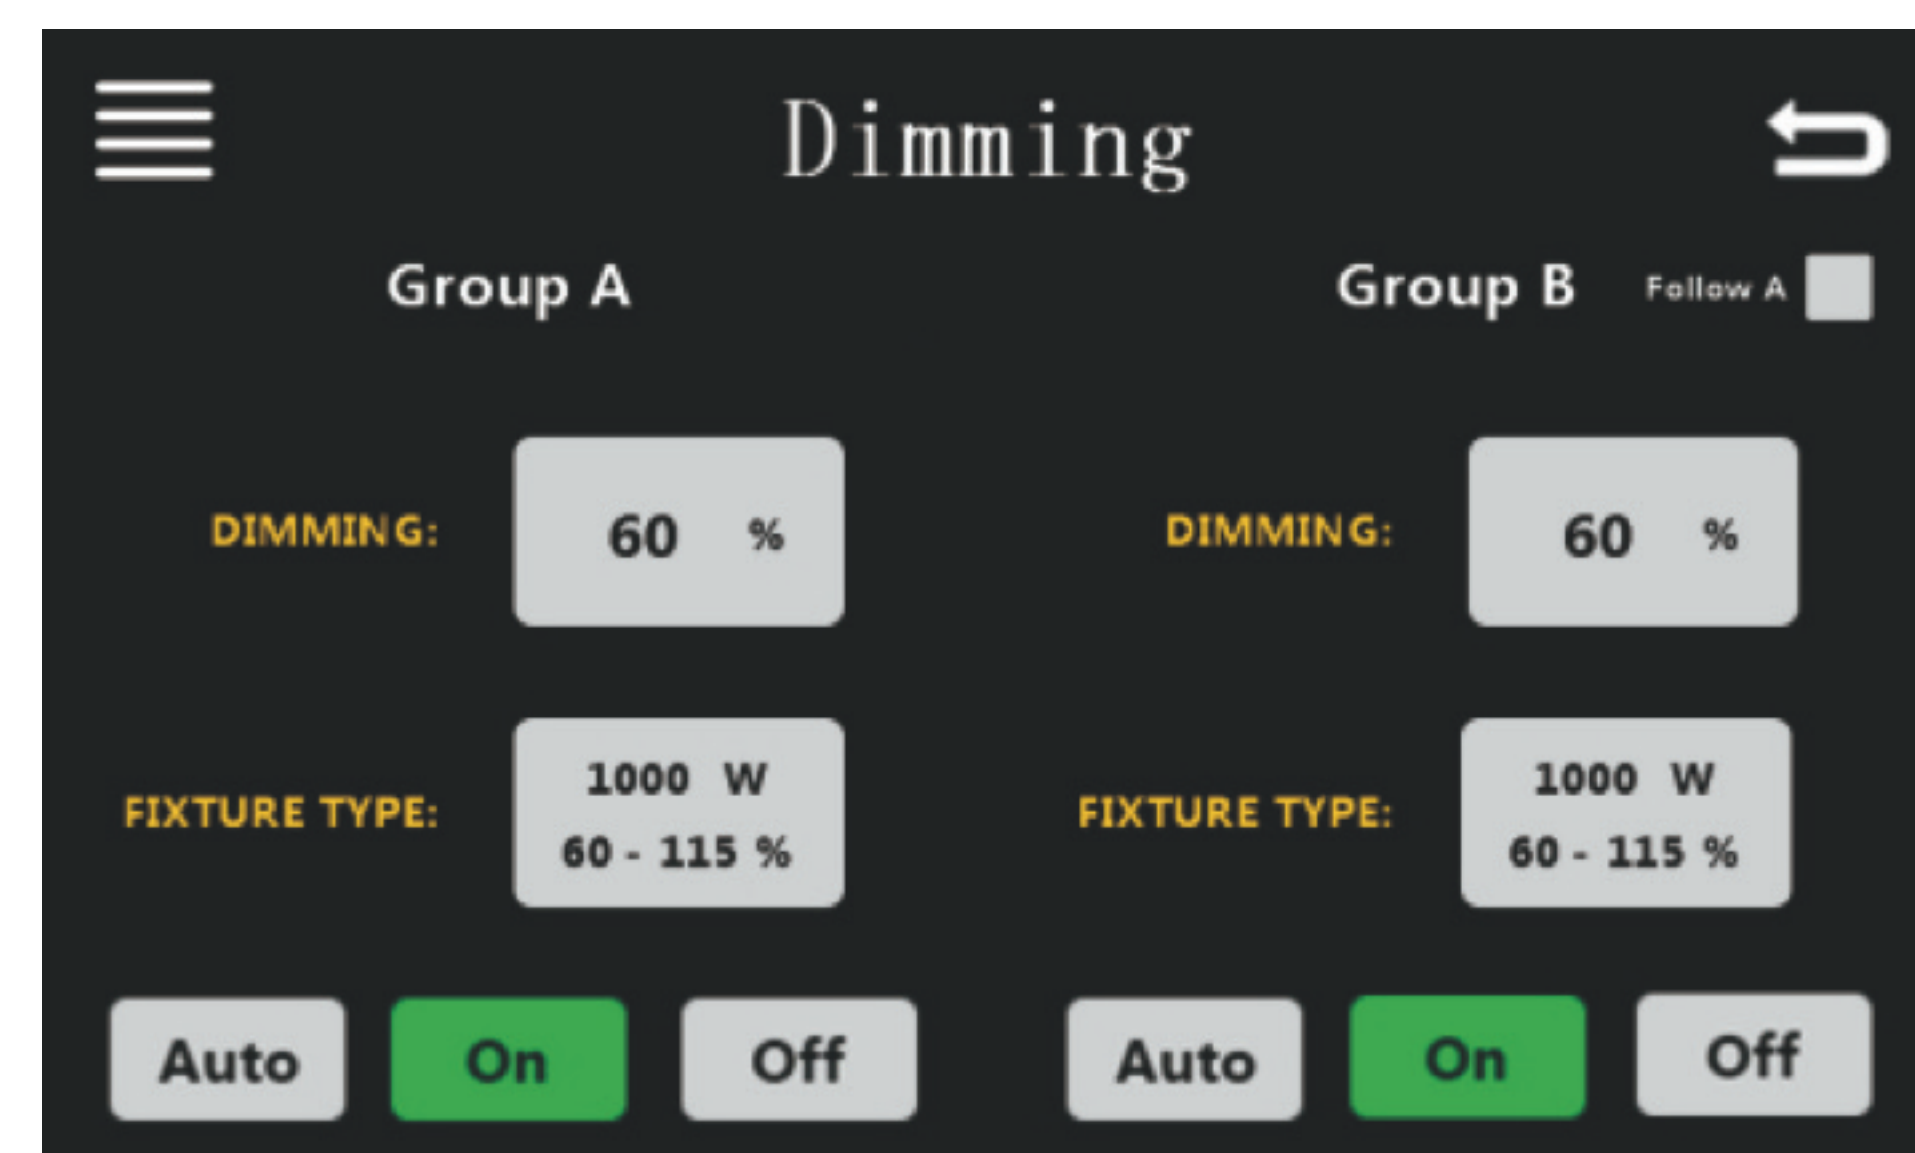 Dimming
Group A
Group B Follow A
DIMMING: 60 %
DIMMING: 60 %
FIXTURE TYPE: 1000 W
60 - 115 %
FIXTURE TYPE: 1000 W
60 - 115 %
Auto On Off
Auto On Off